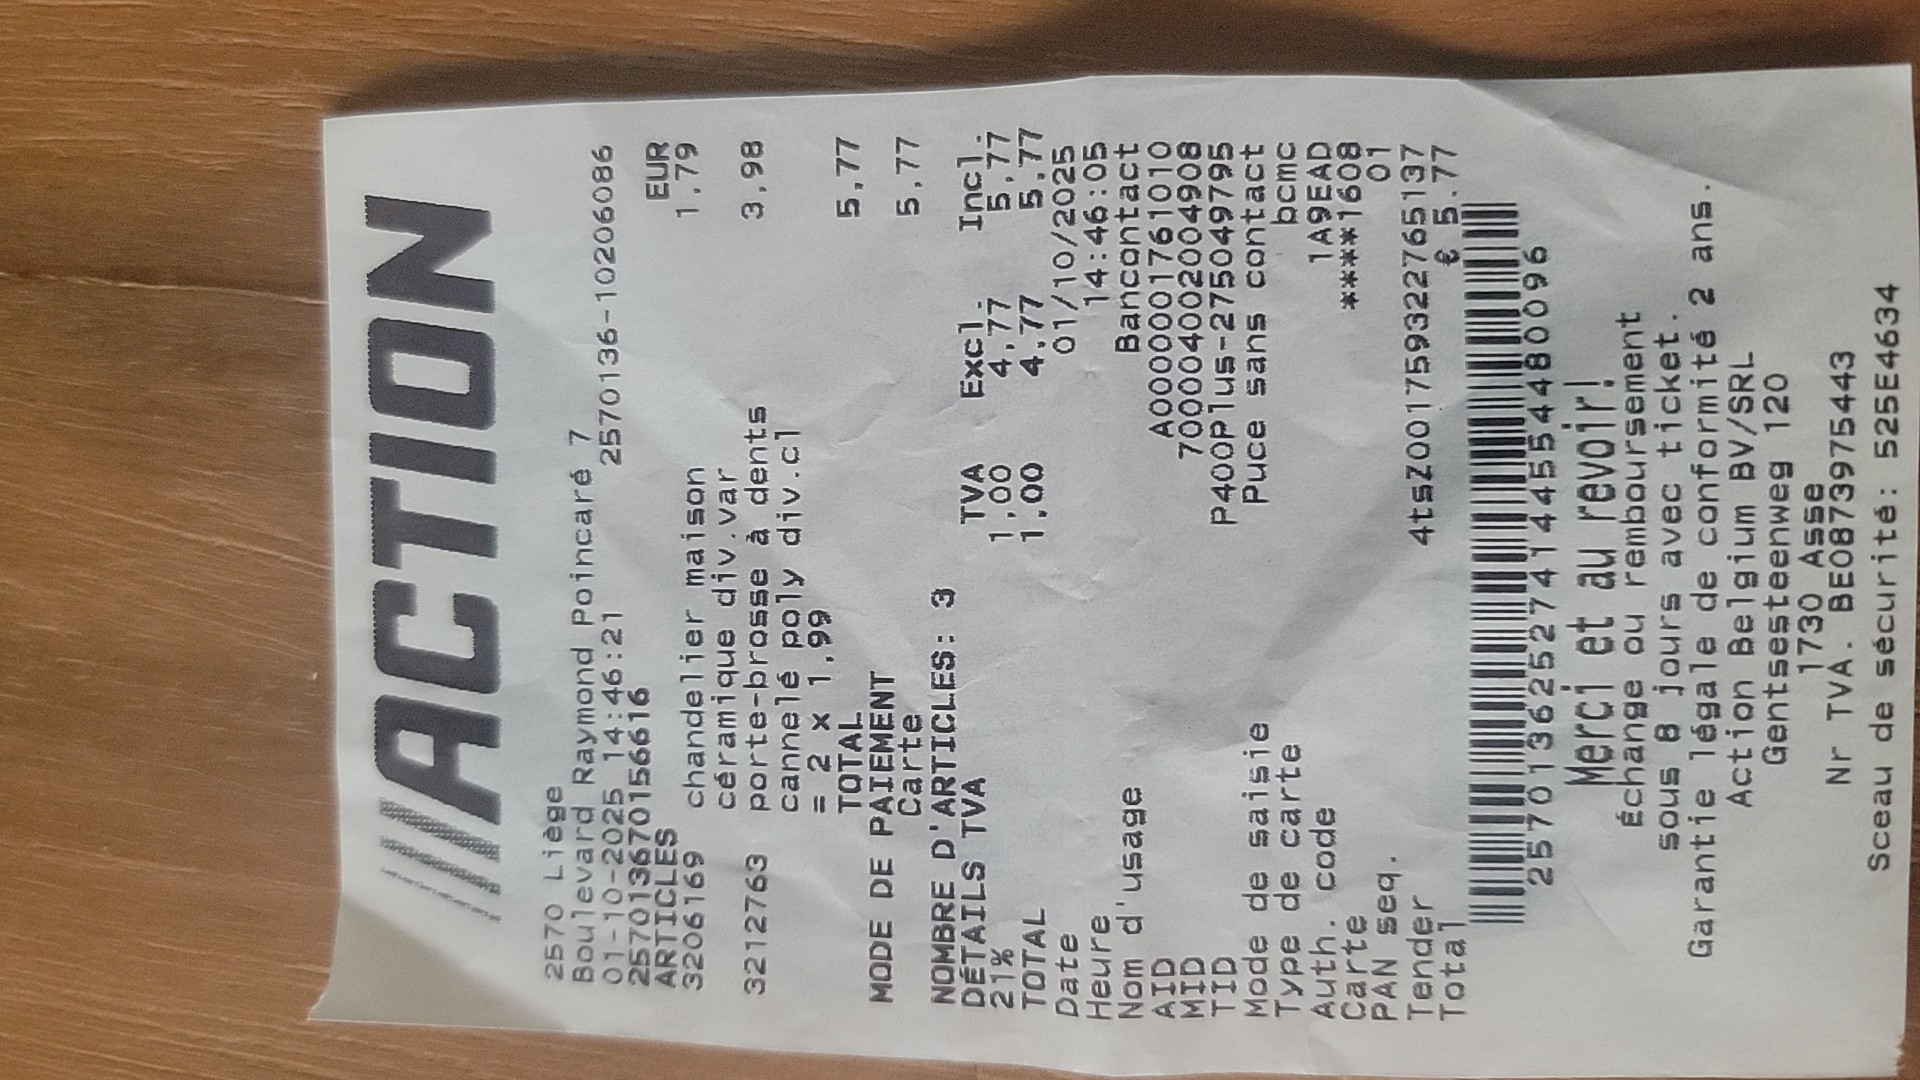 ACTION
2570 Liège
Boulevard Raymond Poincaré 7
01-10-2025 14:46:21 2570136-10206086
2570136701566​16
ARTICLES EUR
3206169 chandelier maison 1,79
céramique div.var
3212763 porte-brosse à dents 3,98
cannelé poly div.cl
= 2 x 1,99
TOTAL 5,77
MODE DE PAIEMENT
Carte 5,77
NOMBRE D'ARTICLES: 3
DÉTAILS TVA TVA Excl. Incl.
21% 1,00 4,77 5,77
TOTAL 1,00 4,77 5,77
Date 01/10/2025
Heure 14:46:05
Nom d'usage Bancontact
AID A0000001761010
MID 700004002004908
TID P400Plus-275049795
Mode de saisie Puce sans contact
Type de carte bcmc
Auth. code 1A9EAD
Carte ****1608
PAN seq. 01
Tender 4tsZ001759322765137
Total € 5.77
257013625274144554480096
Merci et au revoir!
Échange ou remboursement
sous 8 jours avec ticket.
Garantie légale de conformité 2 ans.
Action Belgium BV/SRL
Gentsesteenweg 120
1730 Asse
Nr TVA. BE0873975443
Sceau de sécurité: 525E4634